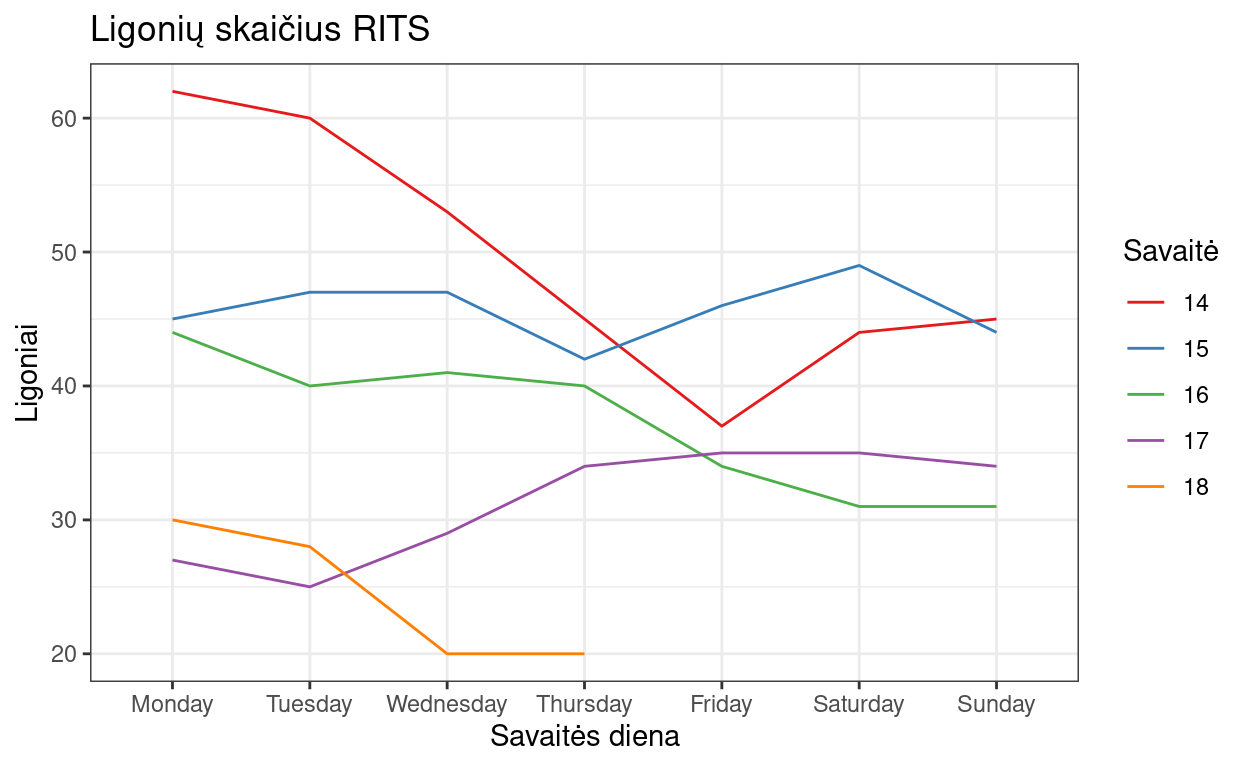 Ligonių skaičius RITS
Ligoniai
60
50
40
30
20
Monday Tuesday Wednesday Thursday Friday Saturday Sunday
Savaitės diena
Savaitė
14
15
16
17
18